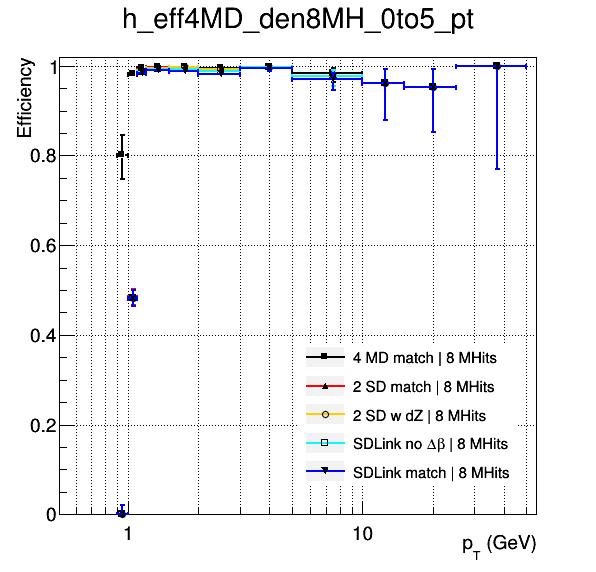 h_eff4MD_den8MH_0to5_pt
Efficiency
1
0.8
0.6
0.4
0.2
0
4 MD match | 8 MHits
2 SD match | 8 MHits
2 SD w dZ | 8 MHits
SDLink no Δβ | 8 MHits
SDLink match | 8 MHits
1
10
p_T (GeV)